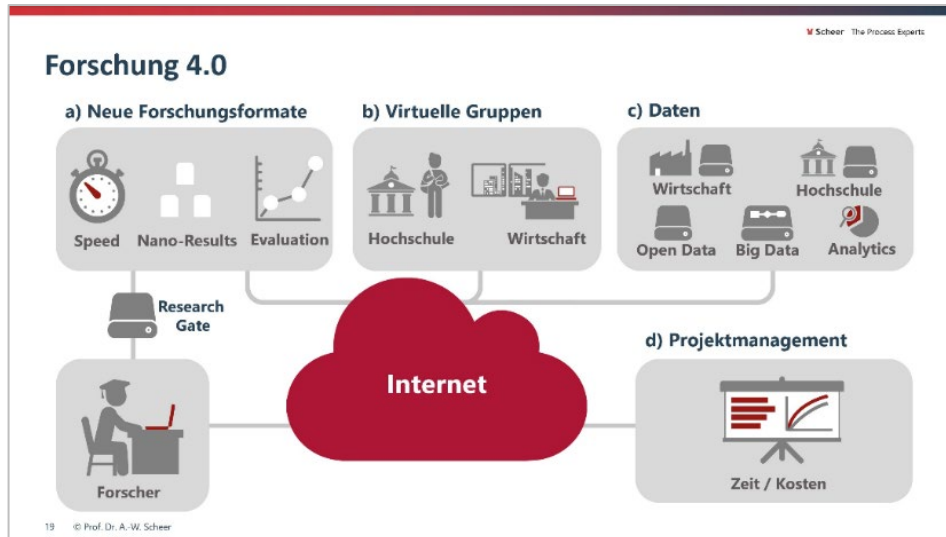 Scheer The Process Experts
Forschung 4.0
a) Neue Forschungsformate
Speed
Nano-Results
Evaluation
b) Virtuelle Gruppen
Hochschule
Wirtschaft
c) Daten
Wirtschaft
Hochschule
Open Data
Big Data
Analytics
Research
Gate
Forscher
Internet
d) Projektmanagement
Zeit / Kosten
19 © Prof. Dr. A.-W. Scheer